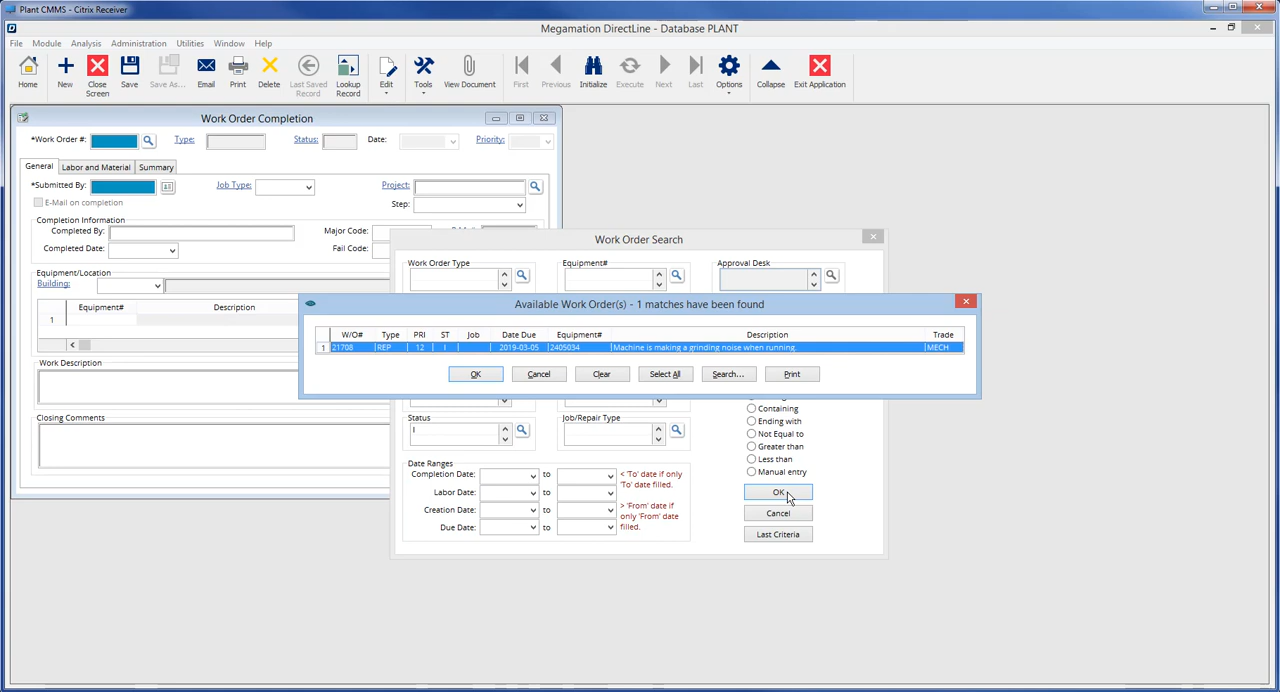 Plant CMMS - Citrix Receiver
Megamation DirectLine - Database PLANT
File Module Analysis Administration Utilities Window Help
Home New Close Screen Save Save As... Email Print Delete Last Saved Record Lookup Record Edit Tools View Document First Previous Initialize Execute Next Last Options Collapse Exit Application
Work Order Completion
*Work Order #: Type: Status: Date: Priority:
General Labor and Material Summary
*Submitted By: Job Type: Project:
E-Mail on completion Step:
Completion Information
Completed By: Major Code:
Completed Date: Fail Code:
Equipment/Location
Building:
Equipment# Description
1
Work Description
Closing Comments
Work Order Search
Work Order Type Equipment# Approval Desk
Available Work Order(s) - 1 matches have been found
W/O# Type PRI ST Job Date Due Equipment# Description Trade
1 21708 REP 12 I 2019-03-05 2405034 Machine is making a grinding noise when running. MECH
OK Cancel Clear Select All Search... Print
Containing
Status Job/Repair Type Ending with
I Not Equal to
Greater than
Less than
Manual entry
Date Ranges
Completion Date: to < 'To' date if only 'To' date filled.
Labor Date: to
Creation Date: to > 'From' date if only 'From' date filled.
Due Date: to
OK
Cancel
Last Criteria